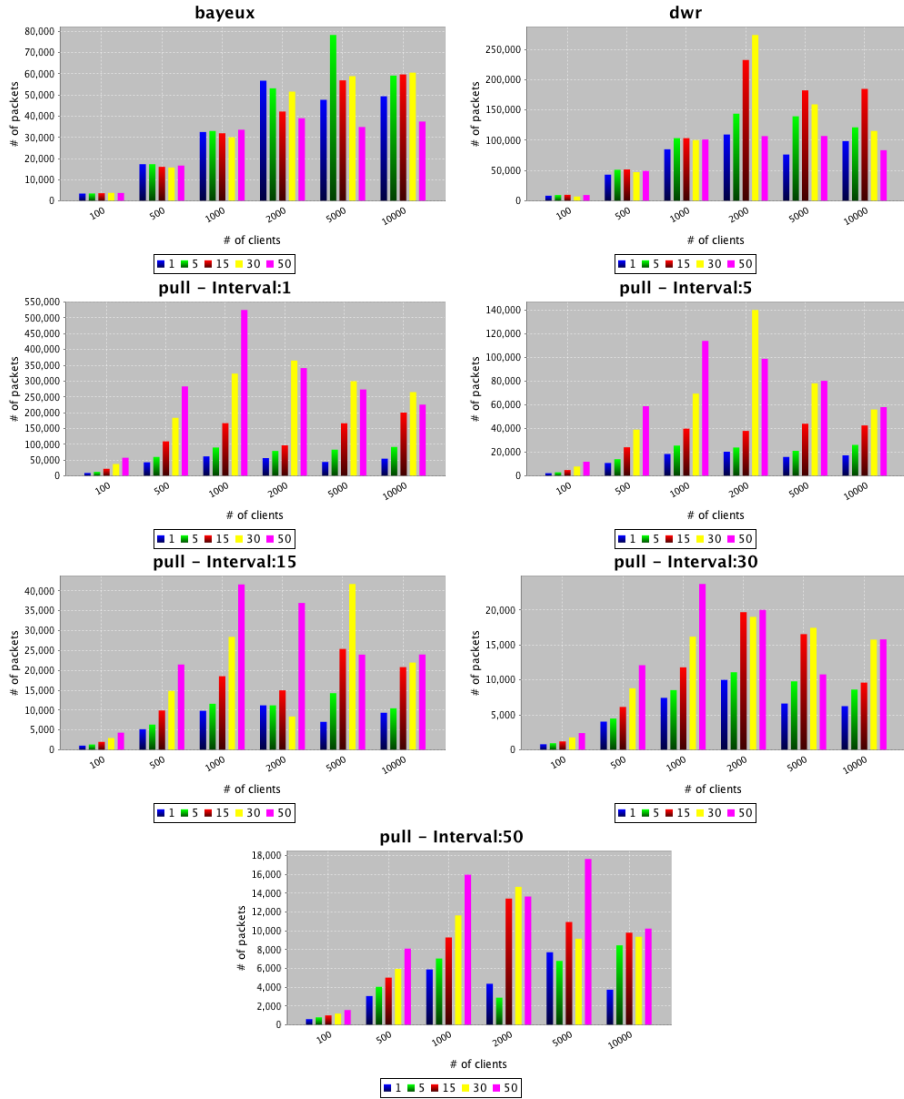 bayeux
# of packets
80,000
70,000
60,000
50,000
40,000
30,000
20,000
10,000
0
100 500 1000 2000 5000 10000
# of clients
1 5 15 30 50
dwr
# of packets
250,000
200,000
150,000
100,000
50,000
0
100 500 1000 2000 5000 10000
# of clients
1 5 15 30 50
pull - Interval:1
# of packets
550,000
500,000
450,000
400,000
350,000
300,000
250,000
200,000
150,000
100,000
50,000
0
100 500 1000 2000 5000 10000
# of clients
1 5 15 30 50
pull - Interval:5
# of packets
140,000
120,000
100,000
80,000
60,000
40,000
20,000
0
100 500 1000 2000 5000 10000
# of clients
1 5 15 30 50
pull - Interval:15
# of packets
40,000
35,000
30,000
25,000
20,000
15,000
10,000
5,000
0
100 500 1000 2000 5000 10000
# of clients
1 5 15 30 50
pull - Interval:30
# of packets
20,000
15,000
10,000
5,000
0
100 500 1000 2000 5000 10000
# of clients
1 5 15 30 50
pull - Interval:50
# of packets
18,000
16,000
14,000
12,000
10,000
8,000
6,000
4,000
2,000
0
100 500 1000 2000 5000 10000
# of clients
1 5 15 30 50